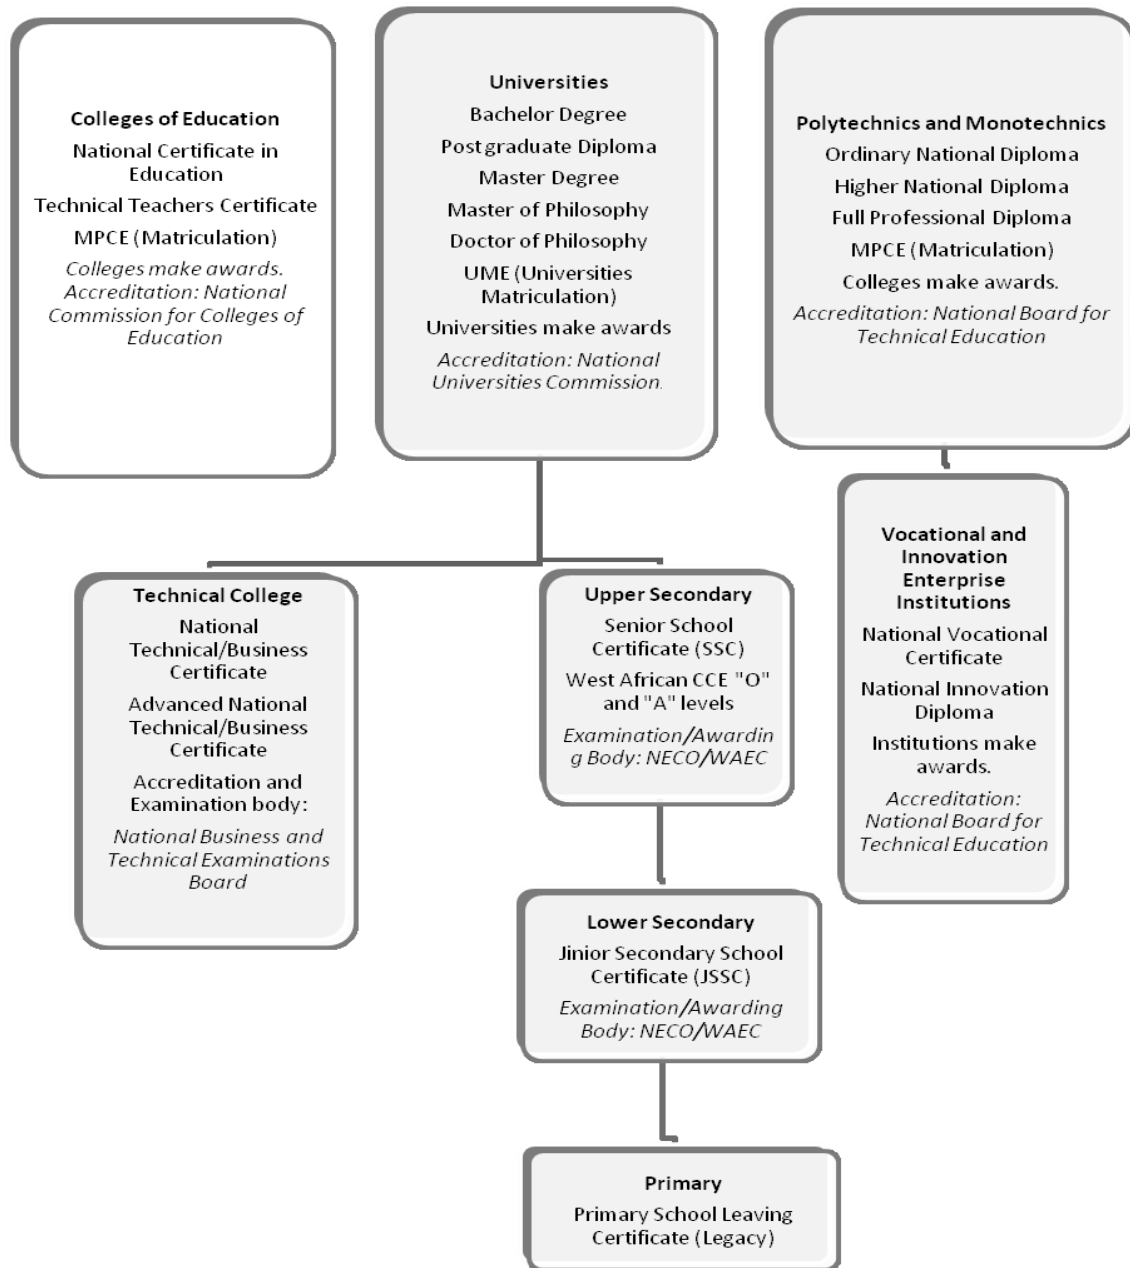 Colleges of Education
National Certificate in
Education
Technical Teachers Certificate
MPCE (Matriculation)
Colleges make awards.
Accreditation: National
Commission for Colleges of
Education
Universities
Bachelor Degree
Postgraduate Diploma
Master Degree
Master of Philosophy
Doctor of Philosophy
UME (Universities
Matriculation)
Universities make awards
Accreditation: National
Universities Commission.
Polytechnics and Monotechnics
Ordinary National Diploma
Higher National Diploma
Full Professional Diploma
MPCE (Matriculation)
Colleges make awards.
Accreditation: National Board for
Technical Education
Technical College
National
Technical/Business
Certificate
Advanced National
Technical/Business
Certificate
Accreditation and
Examination body:
National Business and
Technical Examinations
Board
Upper Secondary
Senior School
Certificate (SSC)
West African CCE "O"
and "A" levels
Examination/Awardin
g Body: NECO/WAEC
Vocational and
Innovation
Enterprise
Institutions
National Vocational
Certificate
National Innovation
Diploma
Institutions make
awards.
Accreditation:
National Board for
Technical Education
Lower Secondary
Jinior Secondary School
Certificate (JSSC)
Examination/Awarding
Body: NECO/WAEC
Primary
Primary School Leaving
Certificate (Legacy)